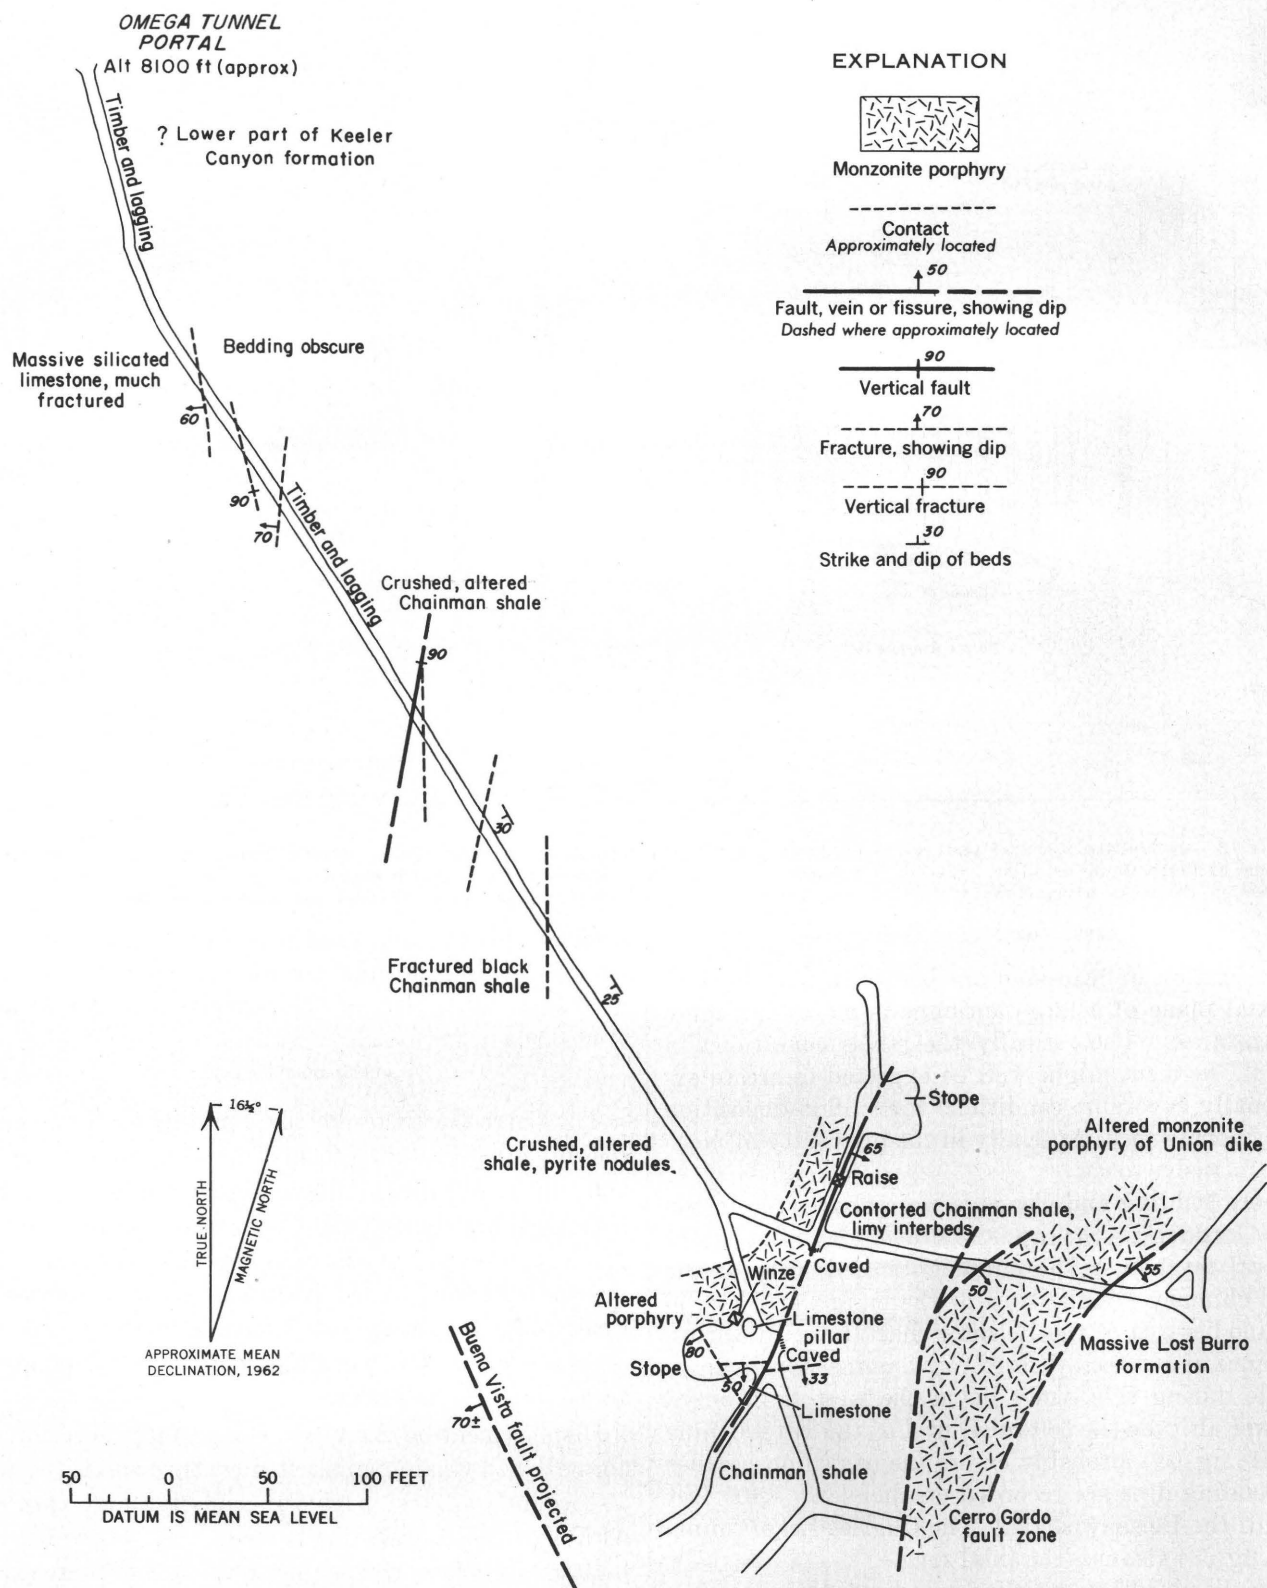 OMEGA TUNNEL
PORTAL
Alt 8100 ft (approx)
Timber and lagging
? Lower part of Keeler
Canyon formation
EXPLANATION
Monzonite porphyry
Contact
Approximately located
50
Fault, vein or fissure, showing dip
Dashed where approximately located
90
Vertical fault
70
Fracture, showing dip
90
Vertical fracture
30
Strike and dip of beds
Massive silicated
limestone, much
fractured
Bedding obscure
60
90
70
Timber and lagging
Crushed, altered
Chainman shale
90
30
Fractured black
Chainman shale
25
Crushed, altered
shale, pyrite nodules
Stope
65
Raise
Altered monzonite
porphyry of Union dike
Contorted Chainman shale,
limy interbeds
Caved
Winze
50
55
Altered
porphyry
Limestone
pillar
Caved
80
Stope
50
33
Limestone
Massive Lost Burro
formation
Chainman shale
Cerro Gordo
fault zone
Buena Vista fault projected
70±
16½°
TRUE NORTH
MAGNETIC NORTH
APPROXIMATE MEAN
DECLINATION, 1962
50 0 50 100 FEET
DATUM IS MEAN SEA LEVEL